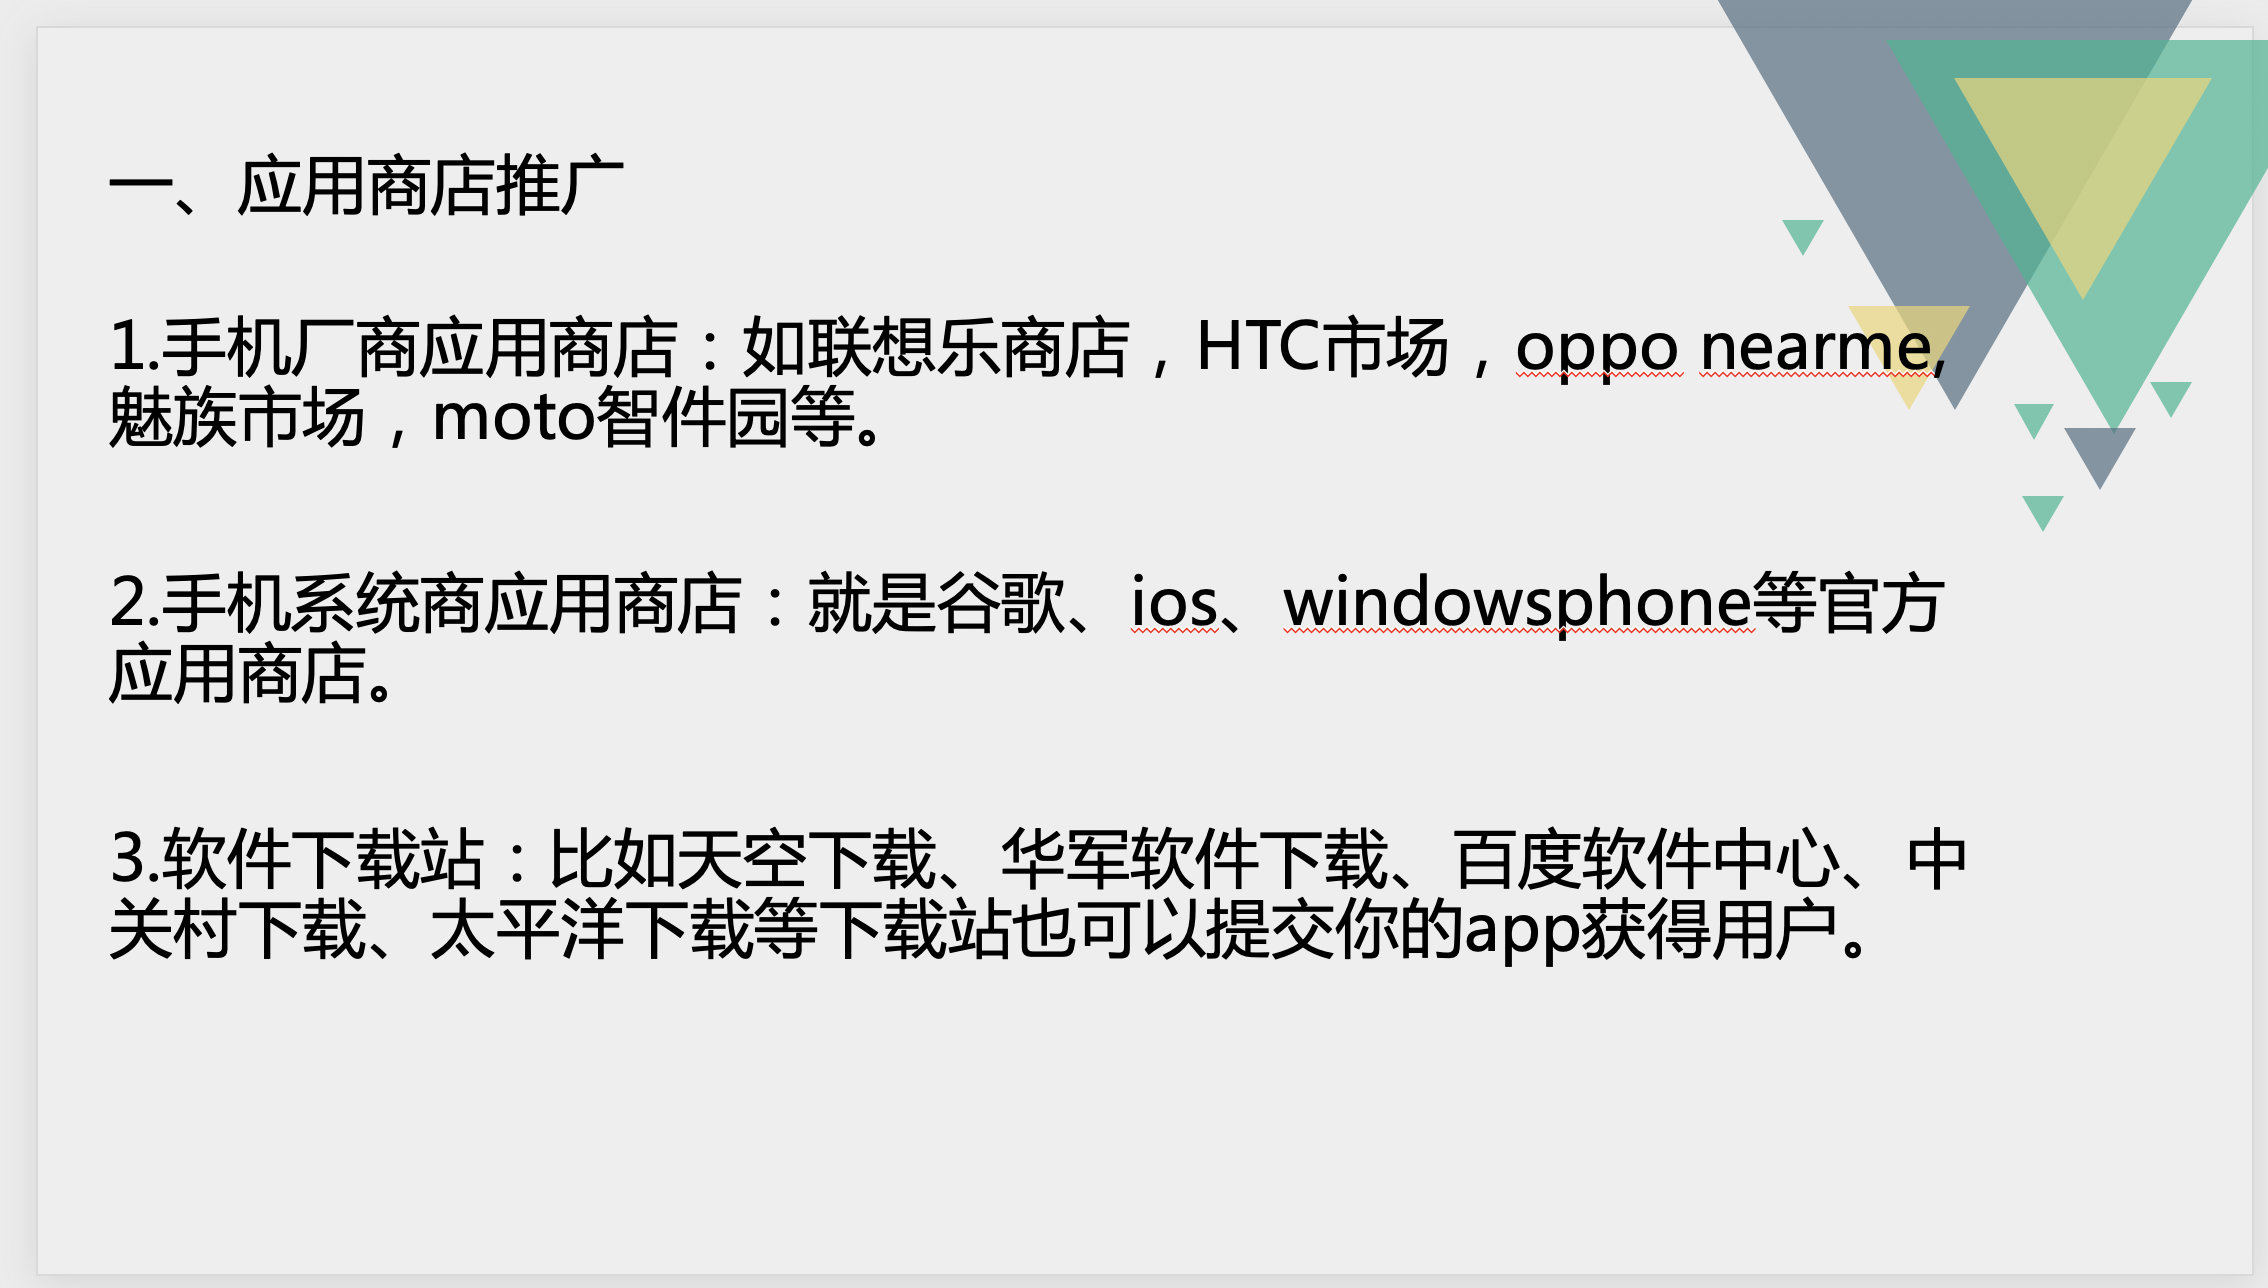 一、应用商店推广
1.手机厂商应用商店：如联想乐商店，HTC市场，oppo nearme,
魅族市场，moto智件园等。
2.手机系统商应用商店：就是谷歌、ios、windowsphone等官方
应用商店。
3.软件下载站：比如天空下载、华军软件下载、百度软件中心、中
关村下载、太平洋下载等下载站也可以提交你的app获得用户。